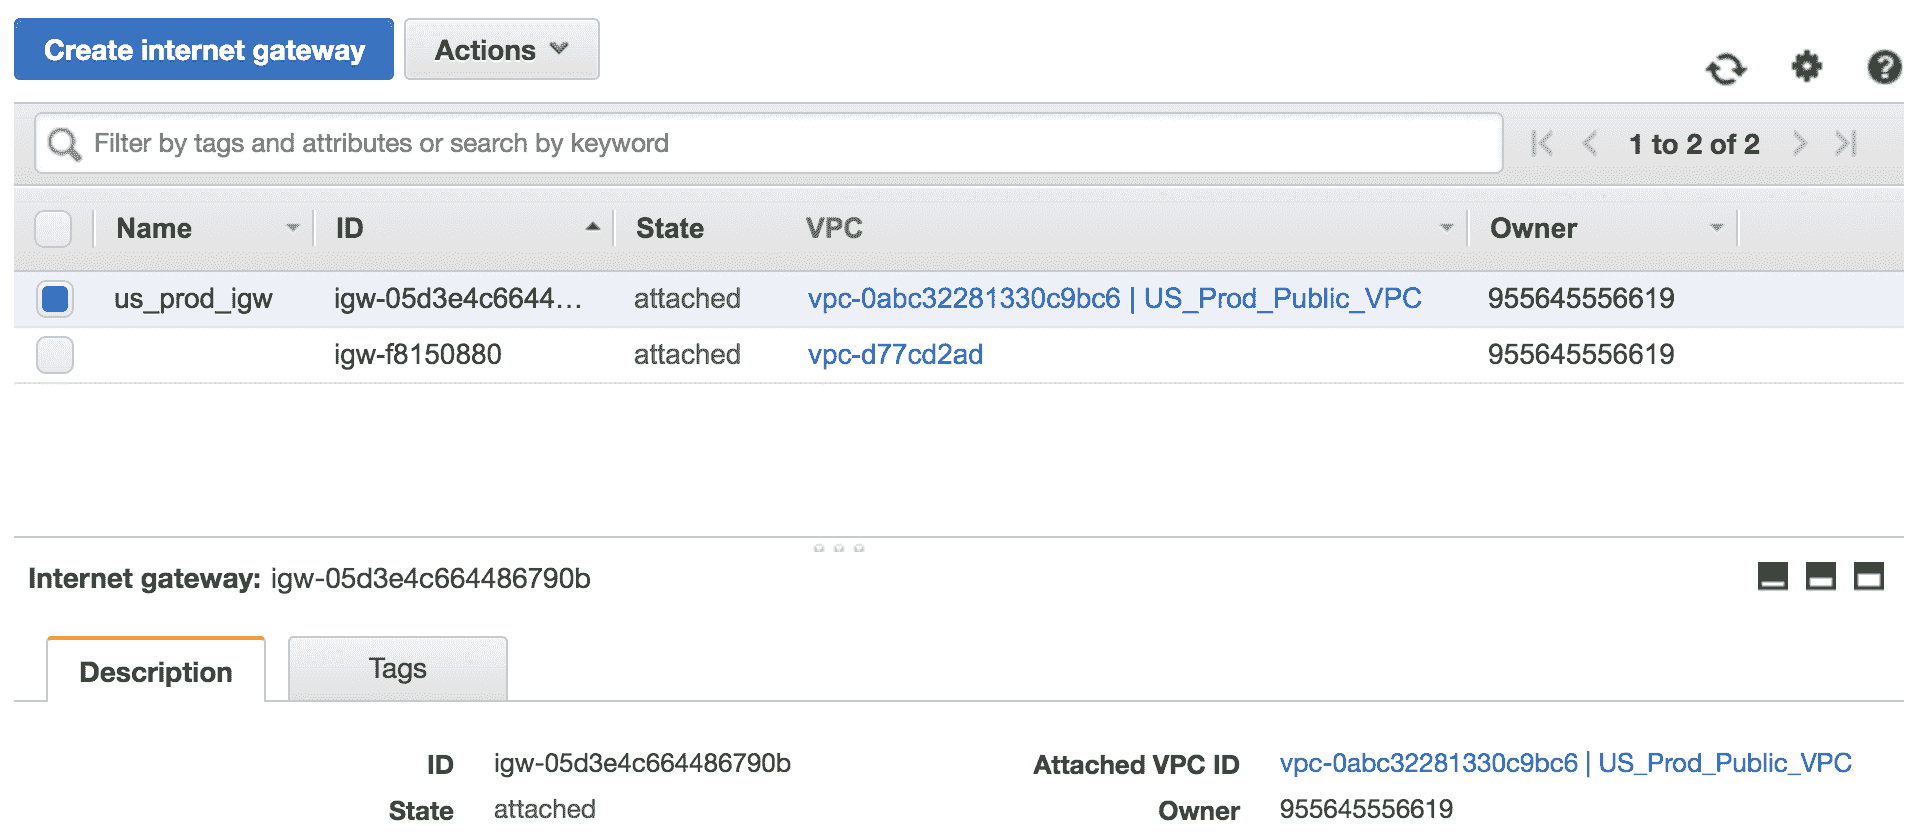 Create internet gateway Actions
Filter by tags and attributes or search by keyword 1 to 2 of 2
Name ID State VPC Owner
us_prod_igw igw-05d3e4c6644... attached vpc-0abc32281330c9bc6 | US_Prod_Public_VPC 955645556619
igw-f8150880 attached vpc-d77cd2ad 955645556619
Internet gateway: igw-05d3e4c664486790b
Description Tags
ID igw-05d3e4c664486790b Attached VPC ID vpc-0abc32281330c9bc6 | US_Prod_Public_VPC
State attached Owner 955645556619